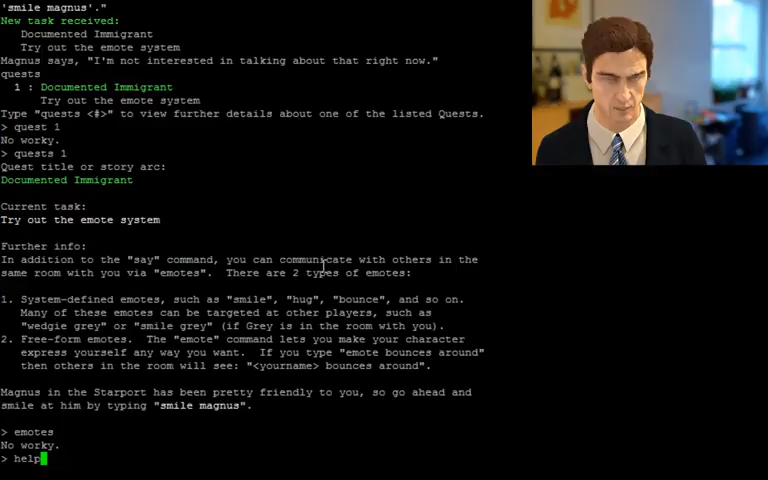 'smile magnus'."
New task received:
Documented Immigrant
Try out the emote system
Magnus says, "I'm not interested in talking about that right now."
quests
1 : Documented Immigrant
Try out the emote system
Type "quests <#>" to view further details about one of the listed Quests.
> quest 1
No worky.
> quests 1
Quest title or story arc:
Documented Immigrant
Current task:
Try out the emote system
Further info:
In addition to the "say" command, you can communicate with others in the
same room with you via "emotes".  There are 2 types of emotes:
1. System-defined emotes, such as "smile", "hug", "bounce", and so on.
Many of these emotes can be targeted at other players, such as
"wedgie grey" or "smile grey" (if Grey is in the room with you).
2. Free-form emotes.  The "emote" command lets you make your character
express yourself any way you want.  If you type "emote bounces around"
then others in the room will see: "<yourname> bounces around".
Magnus in the Starport has been pretty friendly to you, so go ahead and
smile at him by typing "smile magnus".
> emotes
No worky.
> help